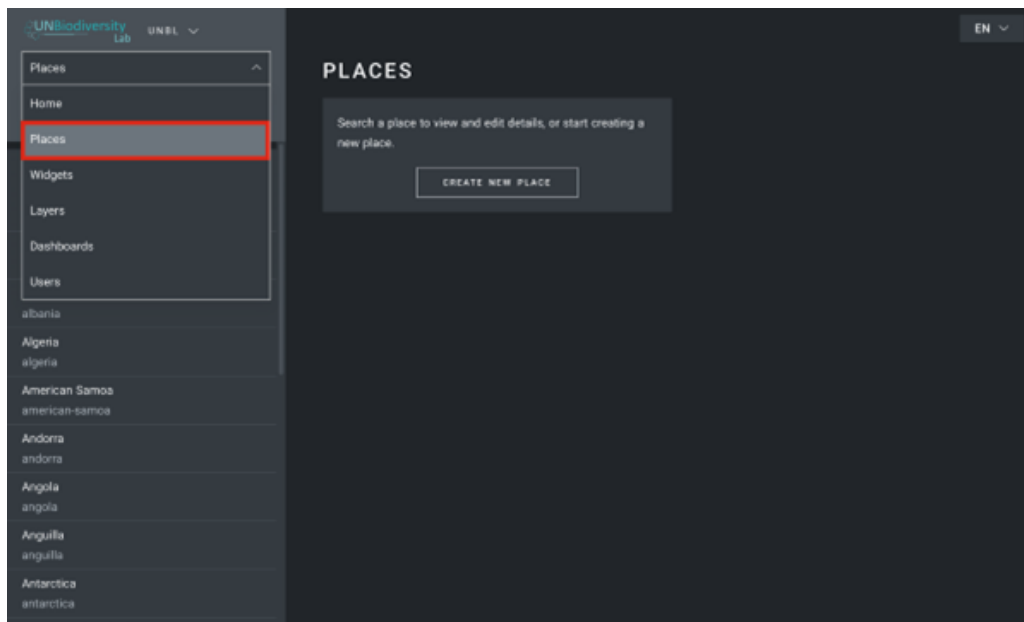 UNBiodiversity
Lab
UNBL
EN
Places
Home
Places
Widgets
Layers
Dashboards
Users
albania
Algeria
algeria
American Samoa
american-samoa
Andorra
andorra
Angola
angola
Anguilla
anguilla
Antarctica
antarctica
PLACES
Search a place to view and edit details, or start creating a
new place.
CREATE NEW PLACE